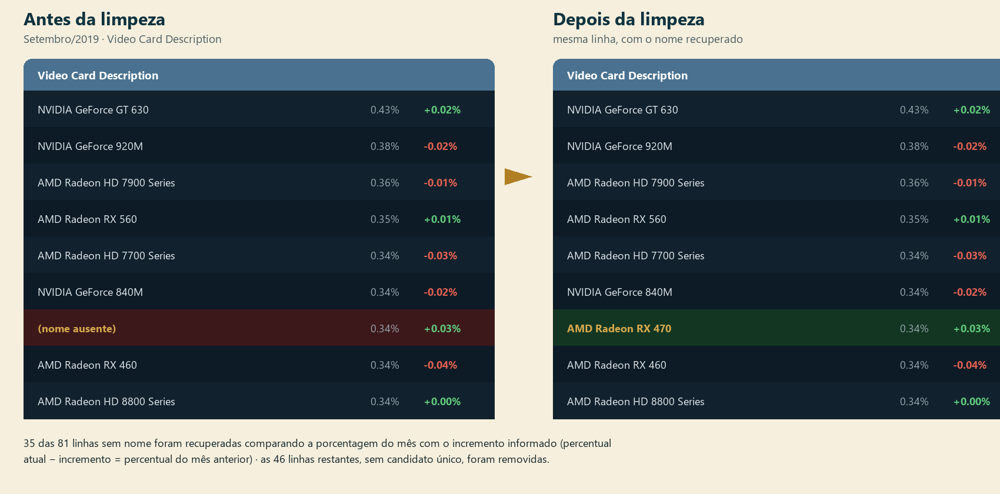 Antes da limpeza
Setembro/2019 · Video Card Description
Video Card Description
NVIDIA GeForce GT 630 0.43% +0.02%
NVIDIA GeForce 920M 0.38% -0.02%
AMD Radeon HD 7900 Series 0.36% -0.01%
AMD Radeon RX 560 0.35% +0.01%
AMD Radeon HD 7700 Series 0.34% -0.03%
NVIDIA GeForce 840M 0.34% -0.02%
(nome ausente) 0.34% +0.03%
AMD Radeon RX 460 0.34% -0.04%
AMD Radeon HD 8800 Series 0.34% +0.00%
Depois da limpeza
mesma linha, com o nome recuperado
Video Card Description
NVIDIA GeForce GT 630 0.43% +0.02%
NVIDIA GeForce 920M 0.38% -0.02%
AMD Radeon HD 7900 Series 0.36% -0.01%
AMD Radeon RX 560 0.35% +0.01%
AMD Radeon HD 7700 Series 0.34% -0.03%
NVIDIA GeForce 840M 0.34% -0.02%
AMD Radeon RX 470 0.34% +0.03%
AMD Radeon RX 460 0.34% -0.04%
AMD Radeon HD 8800 Series 0.34% +0.00%
35 das 81 linhas sem nome foram recuperadas comparando a porcentagem do mês com o incremento informado (percentual
atual − incremento = percentual do mês anterior) · as 46 linhas restantes, sem candidato único, foram removidas.